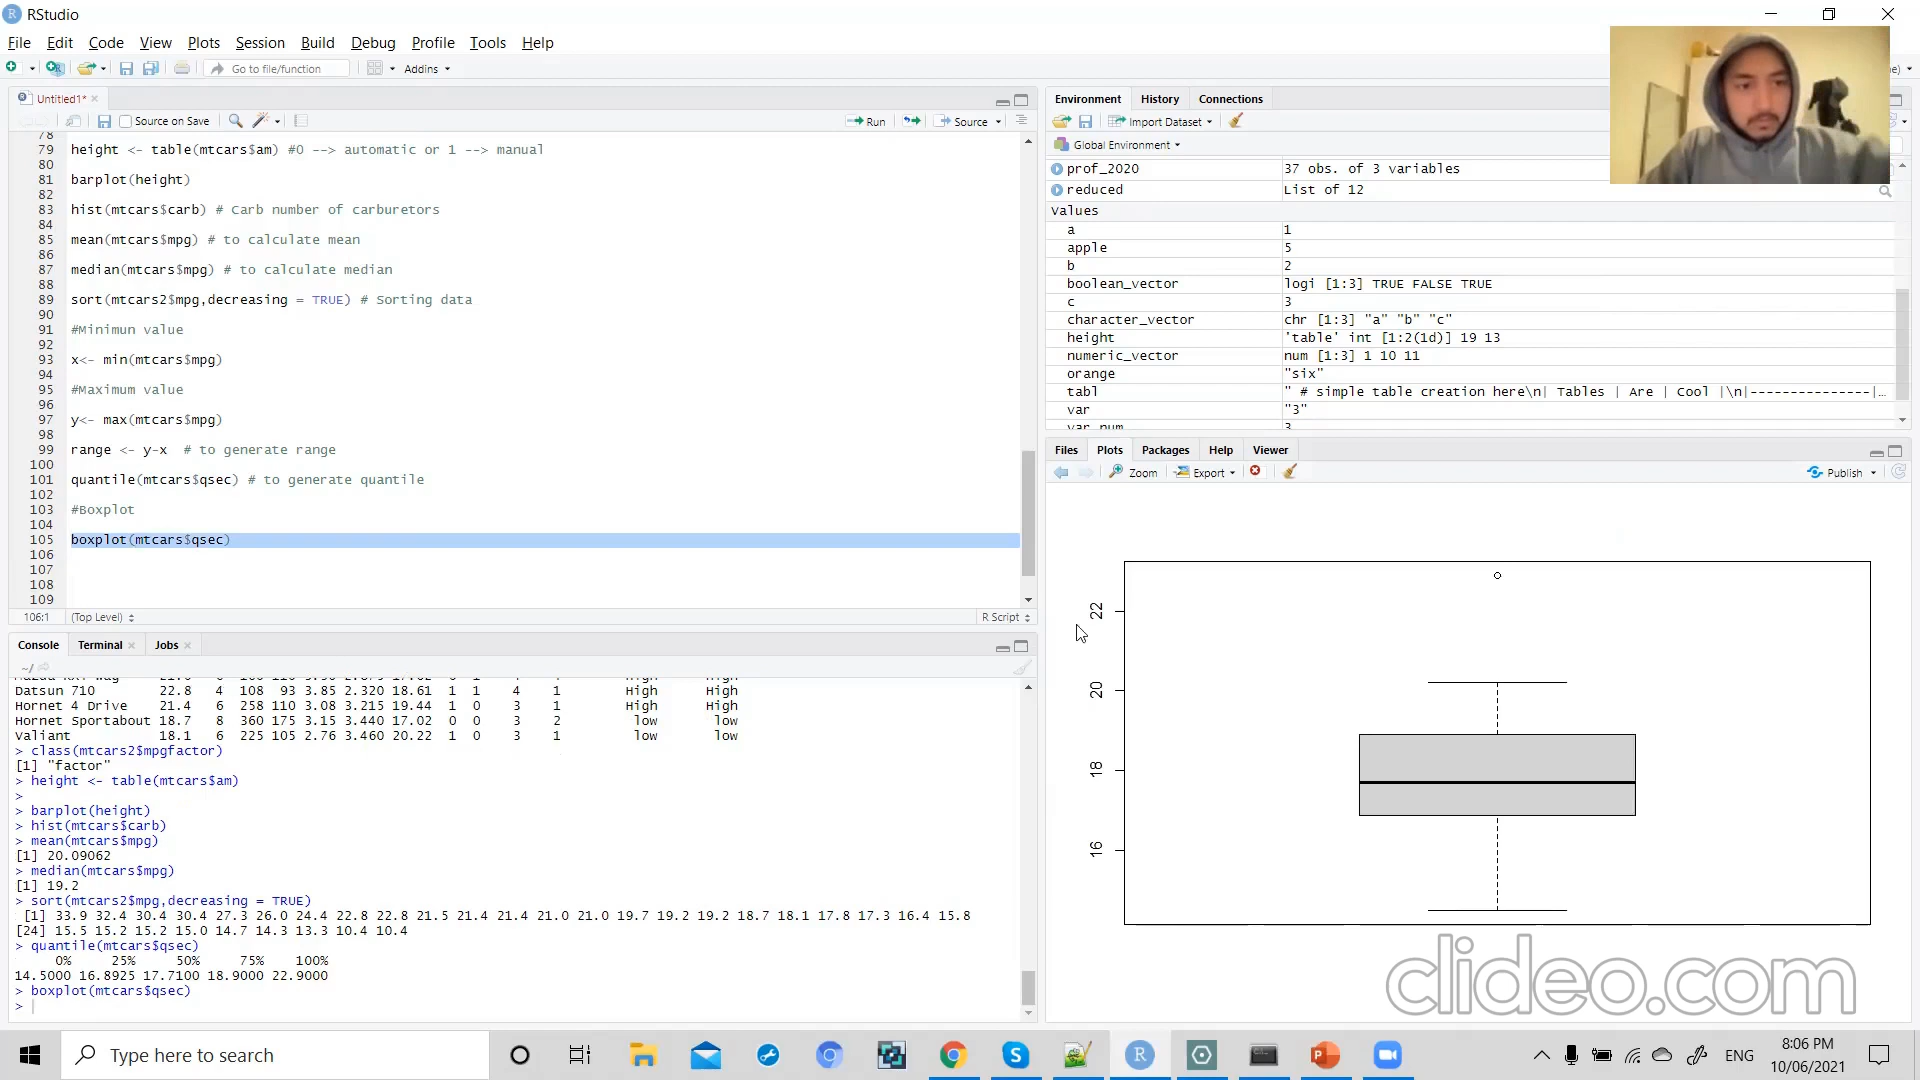 RStudio
File Edit Code View Plots Session Build Debug Profile Tools Help
Go to file/function Addins
Untitled1*
Source on Save Run Source
78
79 height <- table(mtcars$am) #0 --> automatic or 1 --> manual
80
81 barplot(height)
82
83 hist(mtcars$carb) # Carb number of carburetors
84
85 mean(mtcars$mpg) # to calculate mean
86
87 median(mtcars$mpg) # to calculate median
88
89 sort(mtcars2$mpg,decreasing = TRUE) # Sorting data
90
91 #Minimun value
92
93 x<- min(mtcars$mpg)
94
95 #Maximum value
96
97 y<- max(mtcars$mpg)
98
99 range <- y-x  # to generate range
100
101 quantile(mtcars$qsec) # to generate quantile
102
103 #Boxplot
104
105 boxplot(mtcars$qsec)
106
107
108
109
106:1 (Top Level) R Script
Console Terminal Jobs
~/
Datsun 710 22.8 4 108 93 3.85 2.320 18.61 1 1 4 1 High High
Hornet 4 Drive 21.4 6 258 110 3.08 3.215 19.44 1 0 3 1 High High
Hornet Sportabout 18.7 8 360 175 3.15 3.440 17.02 0 0 3 2 low low
Valiant 18.1 6 225 105 2.76 3.460 20.22 1 0 3 1 low low
> class(mtcars2$mpgfactor)
[1] "factor"
> height <- table(mtcars$am)
>
> barplot(height)
> hist(mtcars$carb)
> mean(mtcars$mpg)
[1] 20.09062
> median(mtcars$mpg)
[1] 19.2
> sort(mtcars2$mpg,decreasing = TRUE)
[1] 33.9 32.4 30.4 30.4 27.3 26.0 24.4 22.8 22.8 21.5 21.4 21.4 21.0 21.0 19.7 19.2 19.2 18.7 18.1 17.8 17.3 16.4 15.8
[24] 15.5 15.2 15.2 15.0 14.7 14.3 13.3 10.4 10.4
> quantile(mtcars$qsec)
0% 25% 50% 75% 100%
14.5000 16.8925 17.7100 18.9000 22.9000
> boxplot(mtcars$qsec)
>
Environment History Connections
Import Dataset
Global Environment
prof_2020 37 obs. of 3 variables
reduced List of 12
Values
a 1
apple 5
b 2
boolean_vector logi [1:3] TRUE FALSE TRUE
c 3
character_vector chr [1:3] "a" "b" "c"
height 'table' int [1:2(1d)] 19 13
numeric_vector num [1:3] 1 10 11
orange "six"
tabl " # simple table creation here\n| Tables | Are | Cool |\n|---------------|…
var "3"
var_num 3
Files Plots Packages Help Viewer
Zoom Export Publish
22
20
18
16
clideo.com
Type here to search
R
S
P
ENG
8:06 PM
10/06/2021